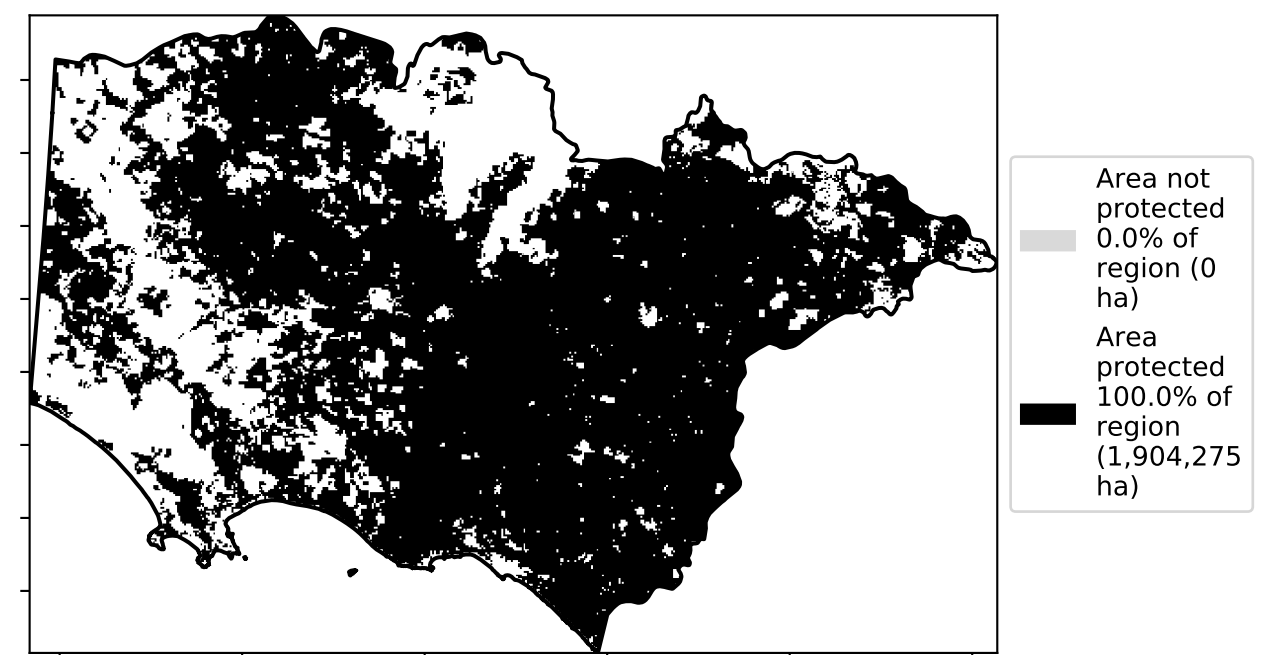 Area not
protected
0.0% of
region (0
ha)
Area
protected
100.0% of
region
(1,904,275
ha)